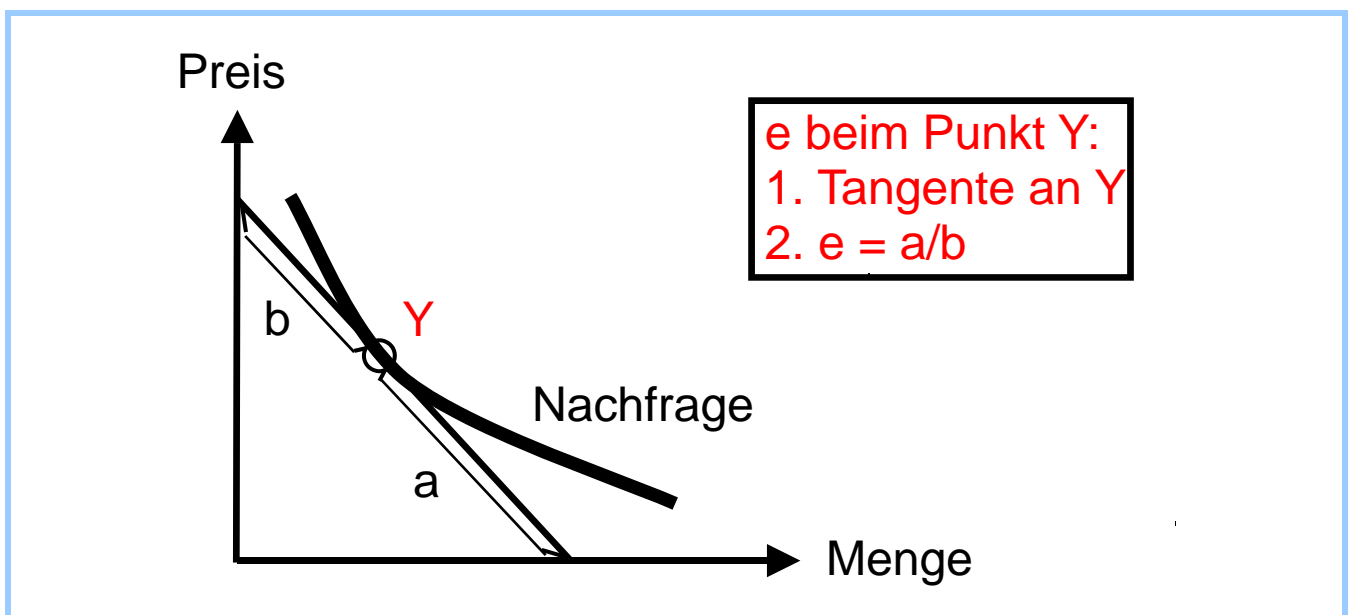 Preis
e beim Punkt Y:
1. Tangente an Y
2. e = a/b
b
Y
Nachfrage
a
Menge